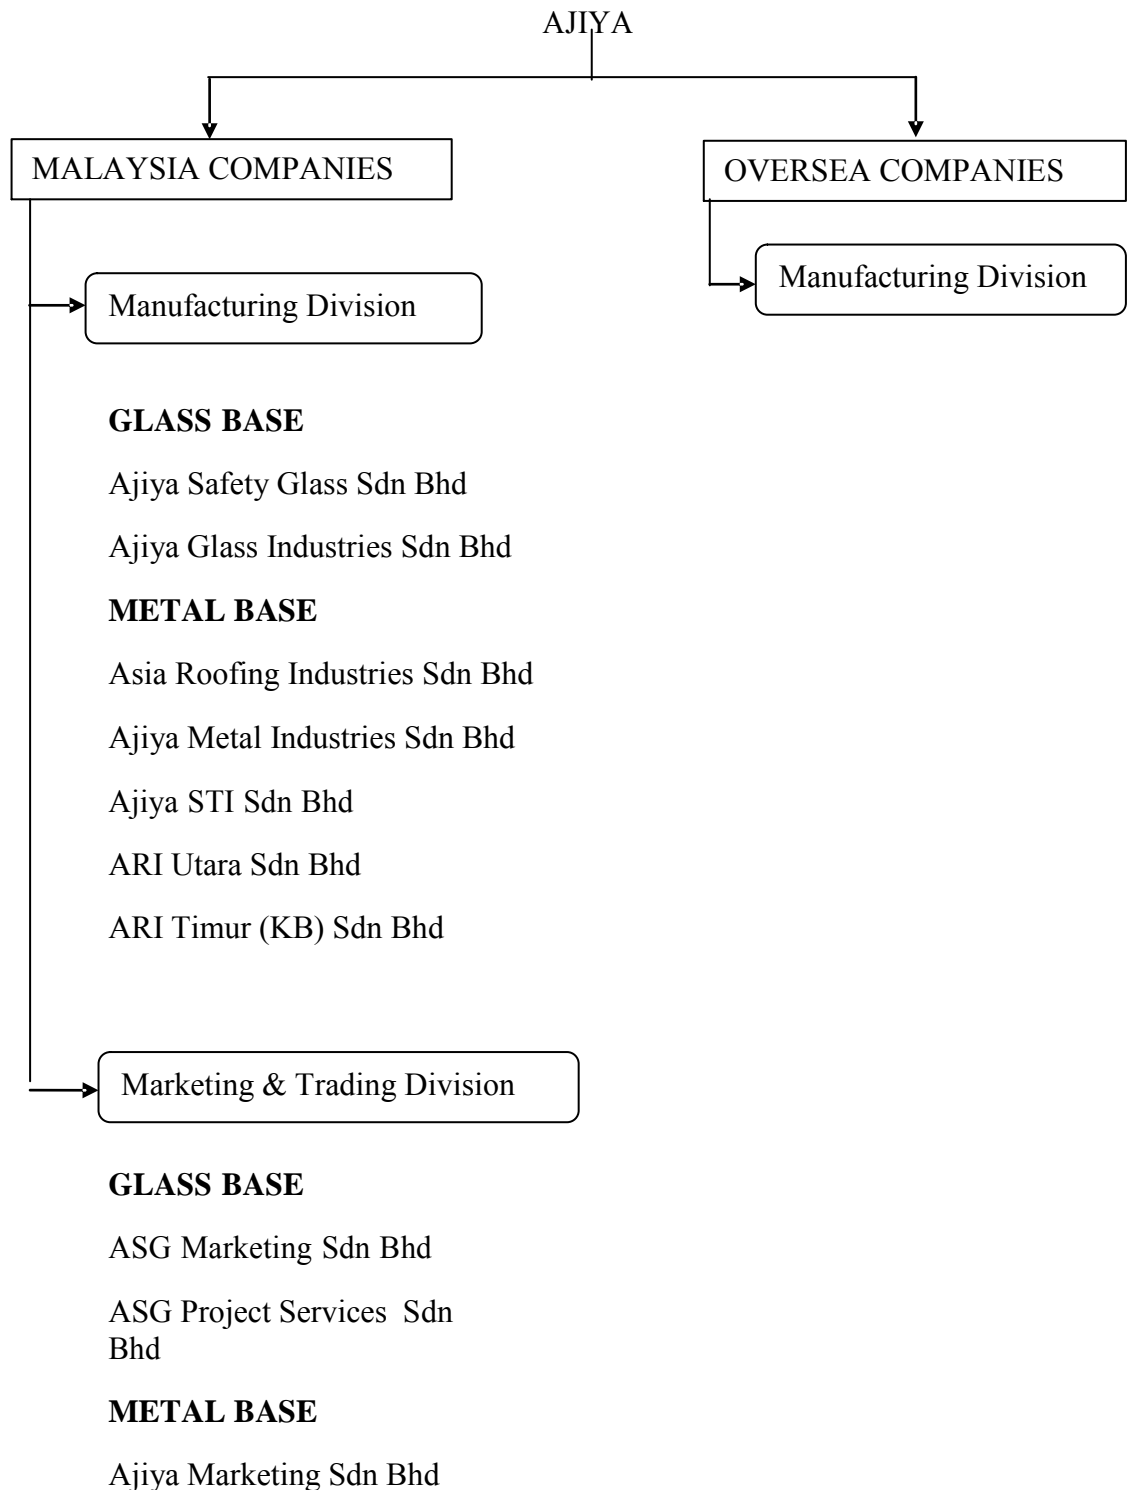 AJIYA
MALAYSIA COMPANIES
OVERSEA COMPANIES
Manufacturing Division
Manufacturing Division
GLASS BASE
Ajiya Safety Glass Sdn Bhd
Ajiya Glass Industries Sdn Bhd
METAL BASE
Asia Roofing Industries Sdn Bhd
Ajiya Metal Industries Sdn Bhd
Ajiya STI Sdn Bhd
ARI Utara Sdn Bhd
ARI Timur (KB) Sdn Bhd
Marketing & Trading Division
GLASS BASE
ASG Marketing Sdn Bhd
ASG Project Services Sdn
Bhd
METAL BASE
Ajiya Marketing Sdn Bhd